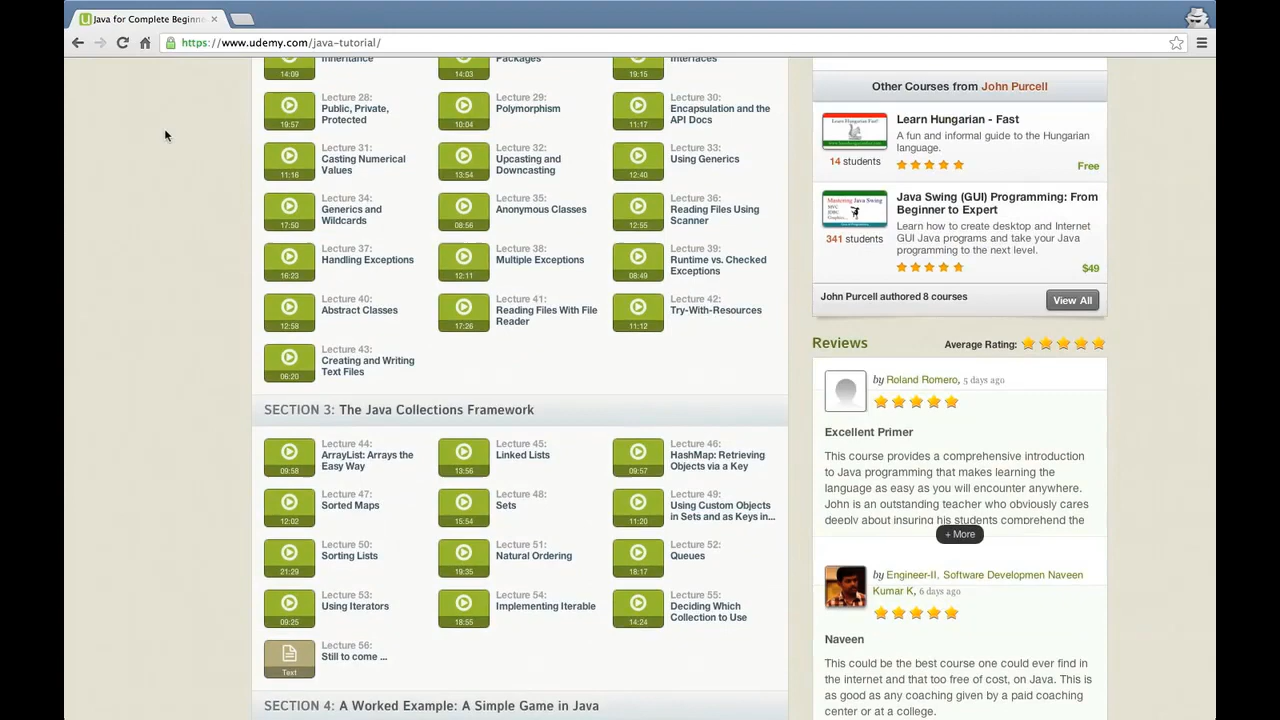 Java for Complete Beginne
https://www.udemy.com/java-tutorial/
Inheritance
14:09
Packages
14:03
Interfaces
19:15
Lecture 28:
Public, Private,
Protected
19:57
Lecture 29:
Polymorphism
10:04
Lecture 30:
Encapsulation and the
API Docs
11:17
Lecture 31:
Casting Numerical
Values
11:16
Lecture 32:
Upcasting and
Downcasting
13:54
Lecture 33:
Using Generics
12:40
Lecture 34:
Generics and
Wildcards
17:50
Lecture 35:
Anonymous Classes
08:56
Lecture 36:
Reading Files Using
Scanner
12:55
Lecture 37:
Handling Exceptions
16:23
Lecture 38:
Multiple Exceptions
12:11
Lecture 39:
Runtime vs. Checked
Exceptions
08:49
Lecture 40:
Abstract Classes
12:58
Lecture 41:
Reading Files With File
Reader
17:26
Lecture 42:
Try-With-Resources
11:12
Lecture 43:
Creating and Writing
Text Files
06:20
SECTION 3: The Java Collections Framework
Lecture 44:
ArrayList: Arrays the
Easy Way
09:58
Lecture 45:
Linked Lists
13:56
Lecture 46:
HashMap: Retrieving
Objects via a Key
09:57
Lecture 47:
Sorted Maps
12:02
Lecture 48:
Sets
15:54
Lecture 49:
Using Custom Objects
in Sets and as Keys in...
11:20
Lecture 50:
Sorting Lists
21:29
Lecture 51:
Natural Ordering
19:35
Lecture 52:
Queues
18:17
Lecture 53:
Using Iterators
09:25
Lecture 54:
Implementing Iterable
18:55
Lecture 55:
Deciding Which
Collection to Use
14:24
Lecture 56:
Still to come ...
Text
SECTION 4: A Worked Example: A Simple Game in Java
Other Courses from John Purcell
Learn Hungarian - Fast
A fun and informal guide to the Hungarian
language.
14 students
Free
Java Swing (GUI) Programming: From
Beginner to Expert
Learn how to create desktop and Internet
GUI Java programs and take your Java
programming to the next level.
341 students
$49
John Purcell authored 8 courses
View All
Reviews
Average Rating:
by Roland Romero, 5 days ago
Excellent Primer
This course provides a comprehensive introduction
to Java programming that makes learning the
language as easy as you will encounter anywhere.
John is an outstanding teacher who obviously cares
deeply about insuring his students comprehend the
+ More
by Engineer-II, Software Developmen Naveen
Kumar K, 6 days ago
Naveen
This could be the best course one could ever find in
the internet and that too free of cost, on Java. This is
as good as any coaching given by a paid coaching
center or at a college.